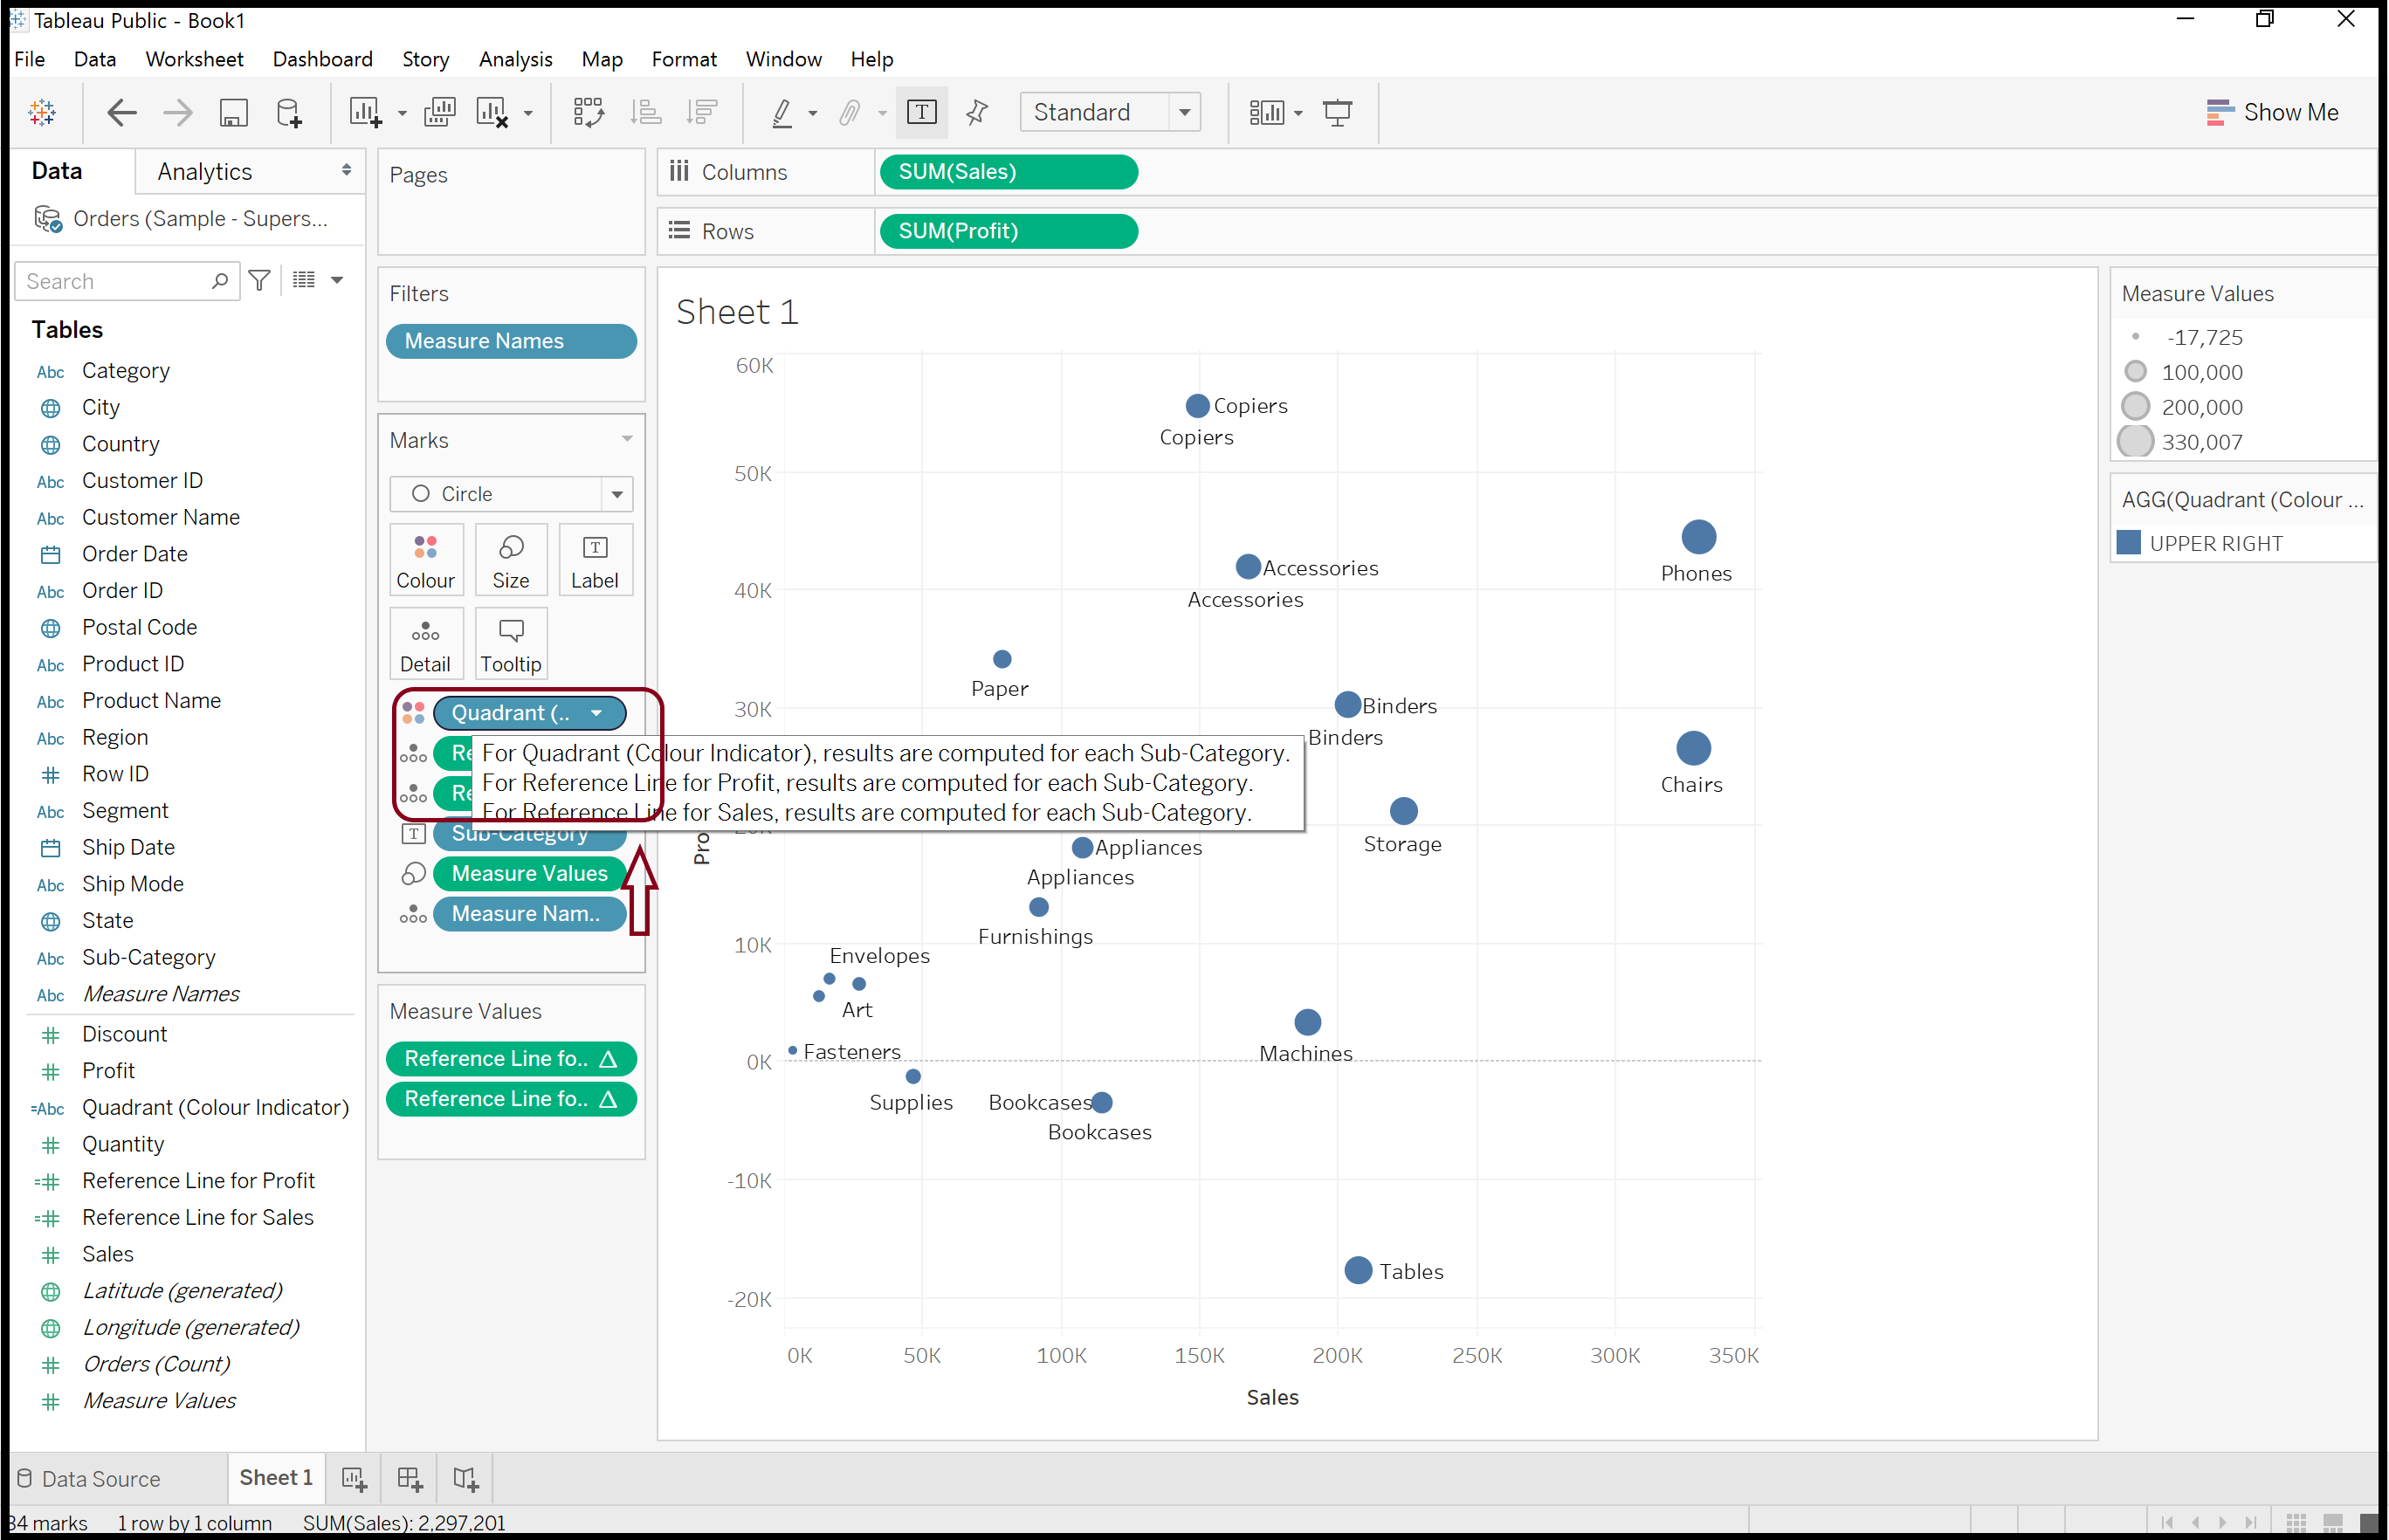 Tableau Public - Book1
File Data Worksheet Dashboard Story Analysis Map Format Window Help
Standard
Show Me
Data Analytics
Orders (Sample - Supers...
Search
Tables
Abc Category
City
Country
Abc Customer ID
Abc Customer Name
Order Date
Abc Order ID
Postal Code
Abc Product ID
Abc Product Name
Abc Region
# Row ID
Abc Segment
Ship Date
Abc Ship Mode
State
Abc Sub-Category
Abc Measure Names
# Discount
# Profit
=Abc Quadrant (Colour Indicator)
# Quantity
=# Reference Line for Profit
=# Reference Line for Sales
# Sales
Latitude (generated)
Longitude (generated)
# Orders (Count)
# Measure Values
Pages
Filters
Measure Names
Marks
Circle
Colour Size Label
Detail Tooltip
Quadrant (..
Re
Re
Sub-Category
Measure Values
Measure Nam..
Measure Values
Reference Line fo.. Δ
Reference Line fo.. Δ
Columns SUM(Sales)
Rows SUM(Profit)
Sheet 1
60K
50K
40K
30K
10K
0K
-10K
-20K
Pro
Copiers
Copiers
Phones
Accessories
Accessories
Paper
Binders
Binders
Chairs
For Quadrant (Colour Indicator), results are computed for each Sub-Category.
For Reference Line for Profit, results are computed for each Sub-Category.
For Reference Line for Sales, results are computed for each Sub-Category.
Storage
Appliances
Appliances
Furnishings
Envelopes
Art
Fasteners
Machines
Supplies
Bookcases
Bookcases
Tables
0K 50K 100K 150K 200K 250K 300K 350K
Sales
Measure Values
-17,725
100,000
200,000
330,007
AGG(Quadrant (Colour ...
UPPER RIGHT
Data Source Sheet 1
34 marks 1 row by 1 column SUM(Sales): 2,297,201